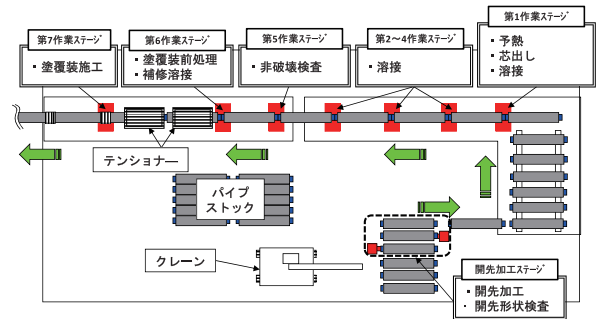 第7作業ステージ
・塗覆装施工
第6作業ステージ
・塗覆装前処理
・補修溶接
第5作業ステージ
・非破壊検査
第2～4作業ステージ
・溶接
第1作業ステージ
・予熱
・芯出し
・溶接
テンショナー
パイプ
ストック
クレーン
開先加工ステージ
・開先加工
・開先形状検査